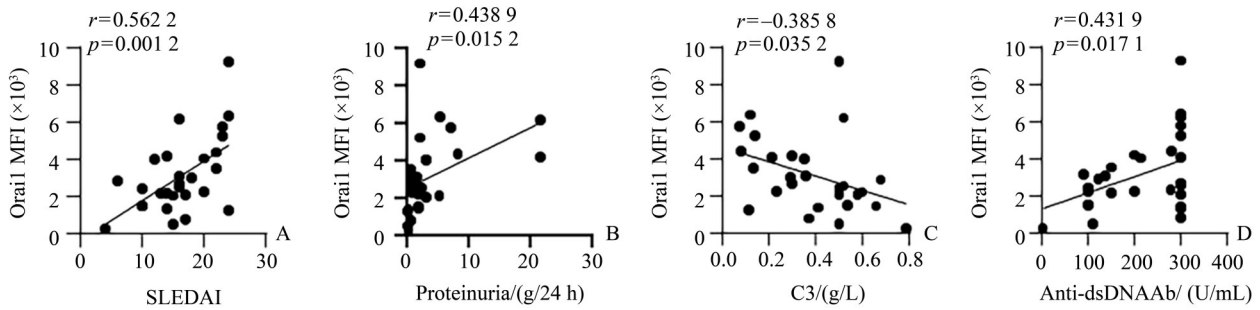 r=0.562 2
p=0.001 2
Orai1 MFI (×10³)
10
8
6
4
2
0
0 10 20 30
A
SLEDAI
r=0.438 9
p=0.015 2
Orai1 MFI (×10³)
10
8
6
4
2
0
0 10 20 30
B
Proteinuria/(g/24 h)
r=−0.385 8
p=0.035 2
Orai1 MFI (×10³)
10
8
6
4
2
0
0.0 0.2 0.4 0.6 0.8
C
C3/(g/L)
r=0.431 9
p=0.017 1
Orai1 MFI (×10³)
10
8
6
4
2
0
0 100 200 300 400
D
Anti-dsDNAAb/ (U/mL)